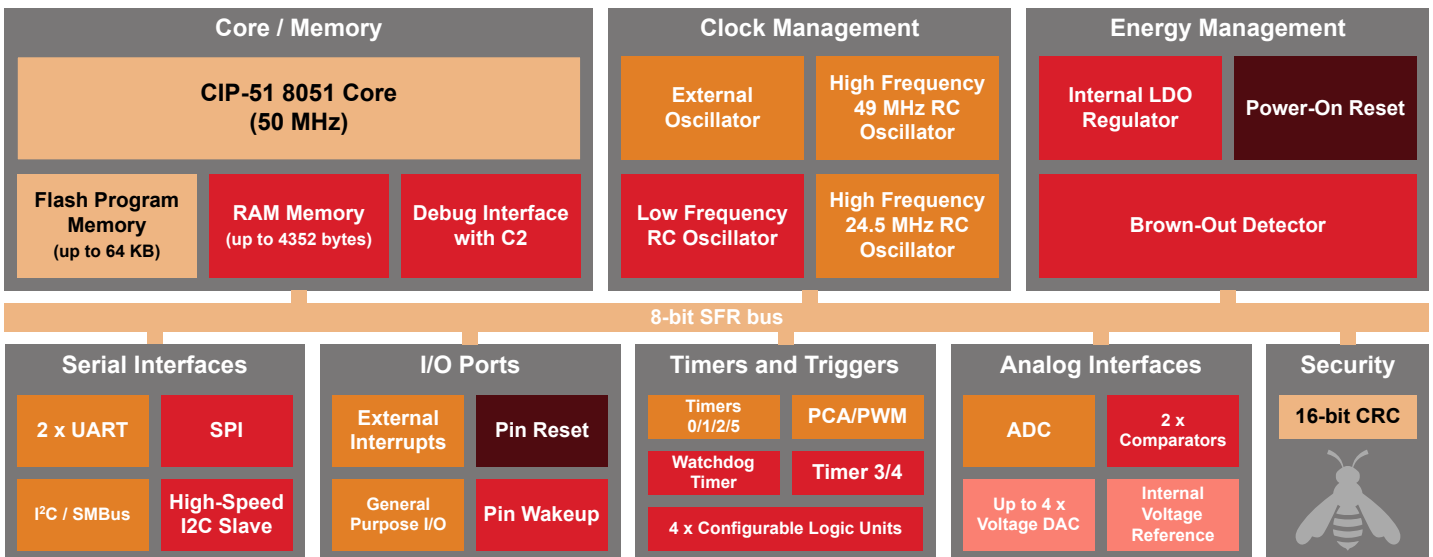 Core / Memory
CIP-51 8051 Core
(50 MHz)
Flash Program
Memory
(up to 64 KB)
RAM Memory
(up to 4352 bytes)
Debug Interface
with C2
Clock Management
External
Oscillator
High Frequency
49 MHz RC
Oscillator
Low Frequency
RC Oscillator
High Frequency
24.5 MHz RC
Oscillator
Energy Management
Internal LDO
Regulator
Power-On Reset
Brown-Out Detector
8-bit SFR bus
Serial Interfaces
2 x UART
SPI
I²C / SMBus
High-Speed
I2C Slave
I/O Ports
External
Interrupts
Pin Reset
General
Purpose I/O
Pin Wakeup
Timers and Triggers
Timers
0/1/2/5
PCA/PWM
Watchdog
Timer
Timer 3/4
4 x Configurable Logic Units
Analog Interfaces
ADC
2 x
Comparators
Up to 4 x
Voltage DAC
Internal
Voltage
Reference
Security
16-bit CRC